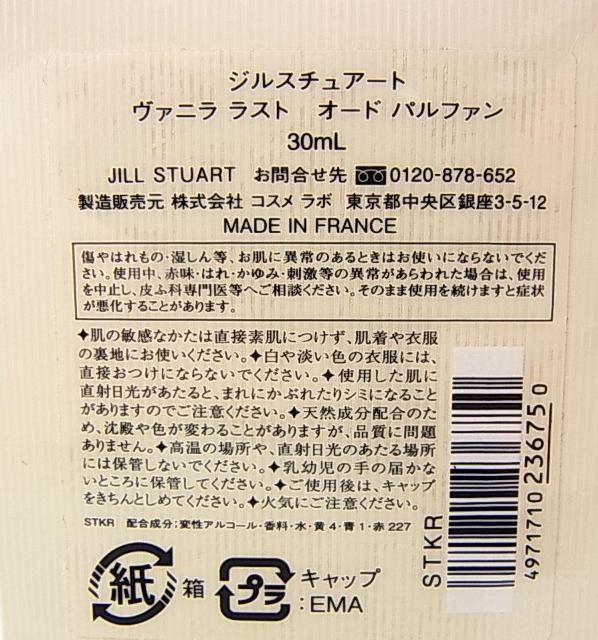 ジルスチュアート
ヴァニラ ラスト オード パルファン
30mL
JILL STUART お問合せ先 0120-878-652
製造販売元 株式会社 コスメ ラボ 東京都中央区銀座3-5-12
MADE IN FRANCE
傷やはれもの・湿しん等、お肌に異常のあるときはお使いにならないでくだ
さい。使用中、赤味・はれ・かゆみ・刺激等の異常があらわれた場合は、使用
を中止し、皮ふ科専門医等へご相談ください。そのまま使用を続けますと症状
が悪化することがあります。
✦肌の敏感なかたは直接素肌につけず、肌着や衣服
の裏地にお使いください。✦白や淡い色の衣服には、
直接おつけにならないでください。✦使用した肌に
直射日光があたると、まれにかぶれたりシミになること
がありますのでご注意ください。✦天然成分配合のた
め、沈殿や色が変わることがありますが、品質に問題
ありません。✦高温の場所や、直射日光のあたる場所
には保管しないでください。✦乳幼児の手の届かな
いところに保管してください。✦ご使用後は、キャップ
をきちんとしめてください。✦火気にご注意ください。
STKR 配合成分:変性アルコール・香料・水・黄4・青1・赤227
紙 箱 プラ キャップ
:EMA
STKR
4971710 236750